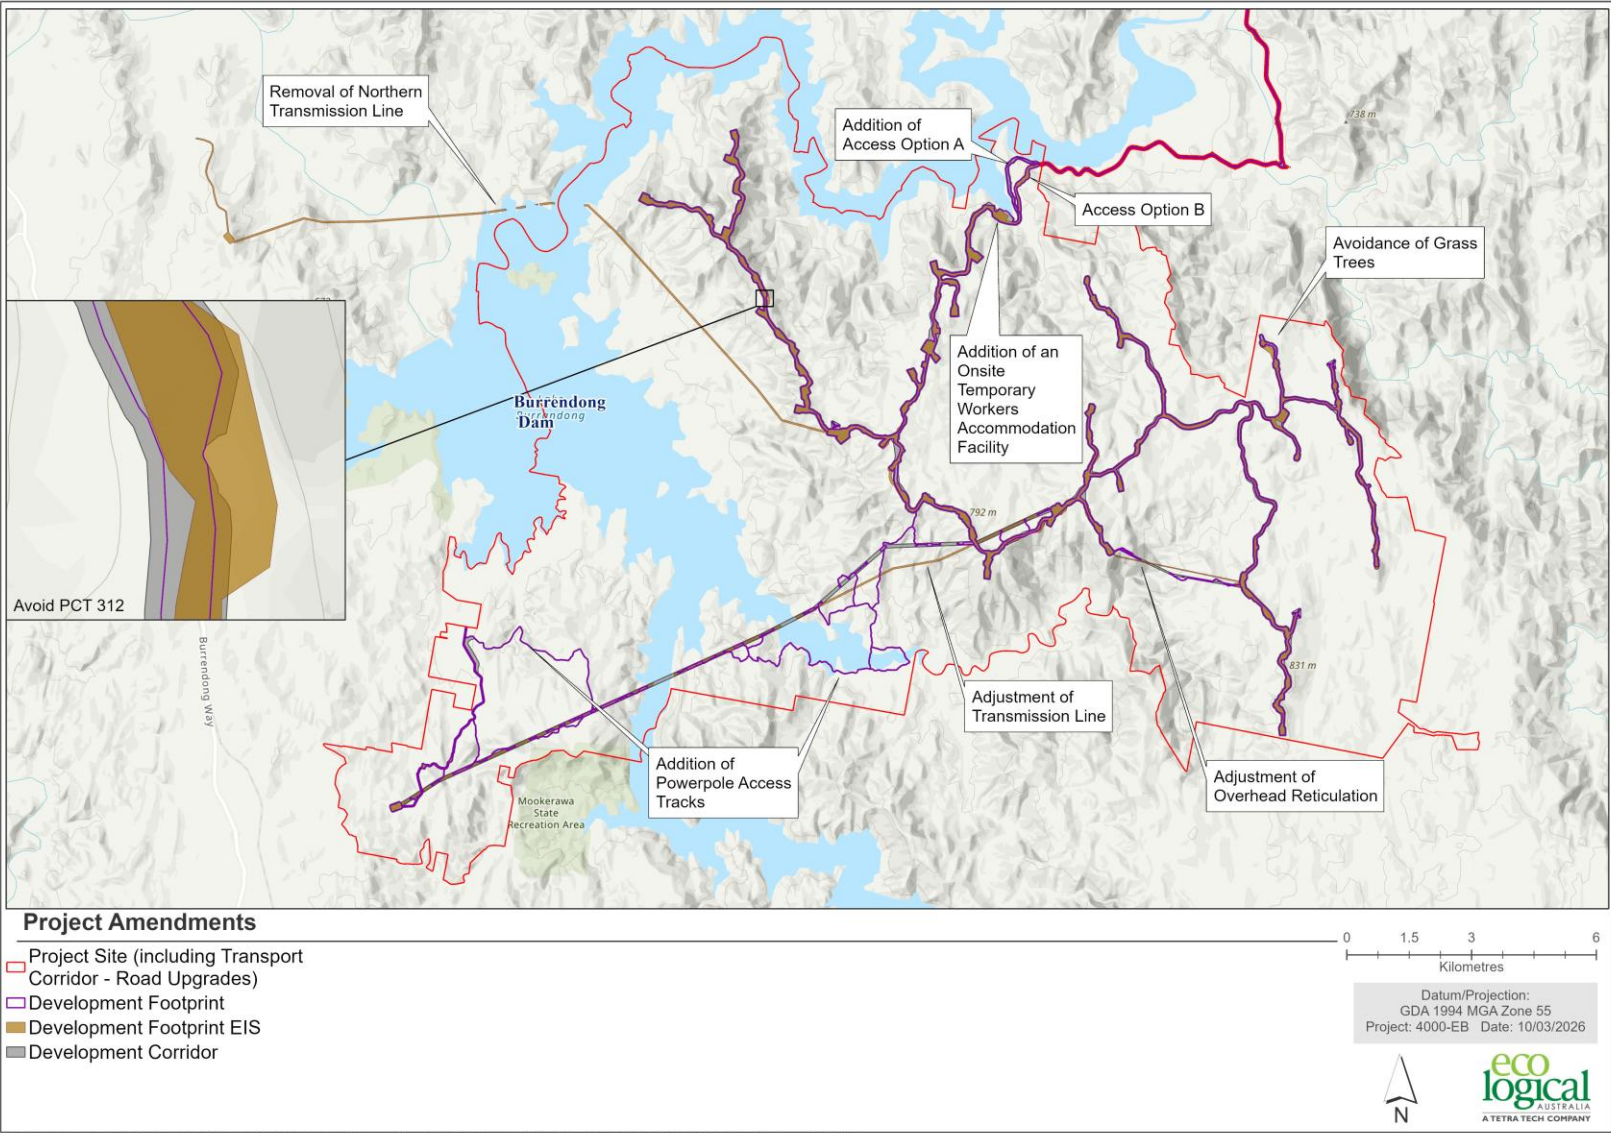 Removal of Northern
Transmission Line
Addition of
Access Option A
738 m
Access Option B
Avoidance of Grass
Trees
Addition of an
Onsite
Temporary
Workers
Accommodation
Facility
Burrendong
Burrendong
Dam
792 m
Avoid PCT 312
Burrendong Way
831 m
Adjustment of
Transmission Line
Addition of
Powerpole Access
Tracks
Adjustment of
Overhead Reticulation
Mookerawa
State
Recreation Area
Project Amendments
Project Site (including Transport
Corridor - Road Upgrades)
Development Footprint
Development Footprint EIS
Development Corridor
0 1.5 3 6
Kilometres
Datum/Projection:
GDA 1994 MGA Zone 55
Project: 4000-EB Date: 10/03/2026
N
eco
logical
AUSTRALIA
A TETRA TECH COMPANY